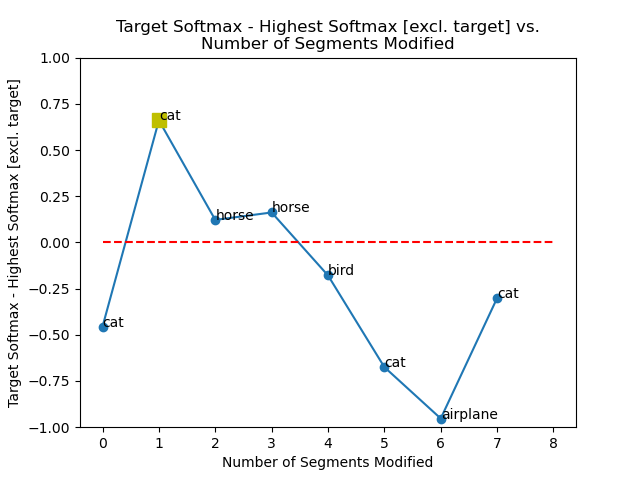 Target Softmax - Highest Softmax [excl. target] vs.
Number of Segments Modified
Target Softmax - Highest Softmax [excl. target]
1.00
0.75
0.50
0.25
0.00
−0.25
−0.50
−0.75
−1.00
cat
cat
horse
horse
bird
cat
airplane
cat
0 1 2 3 4 5 6 7 8
Number of Segments Modified